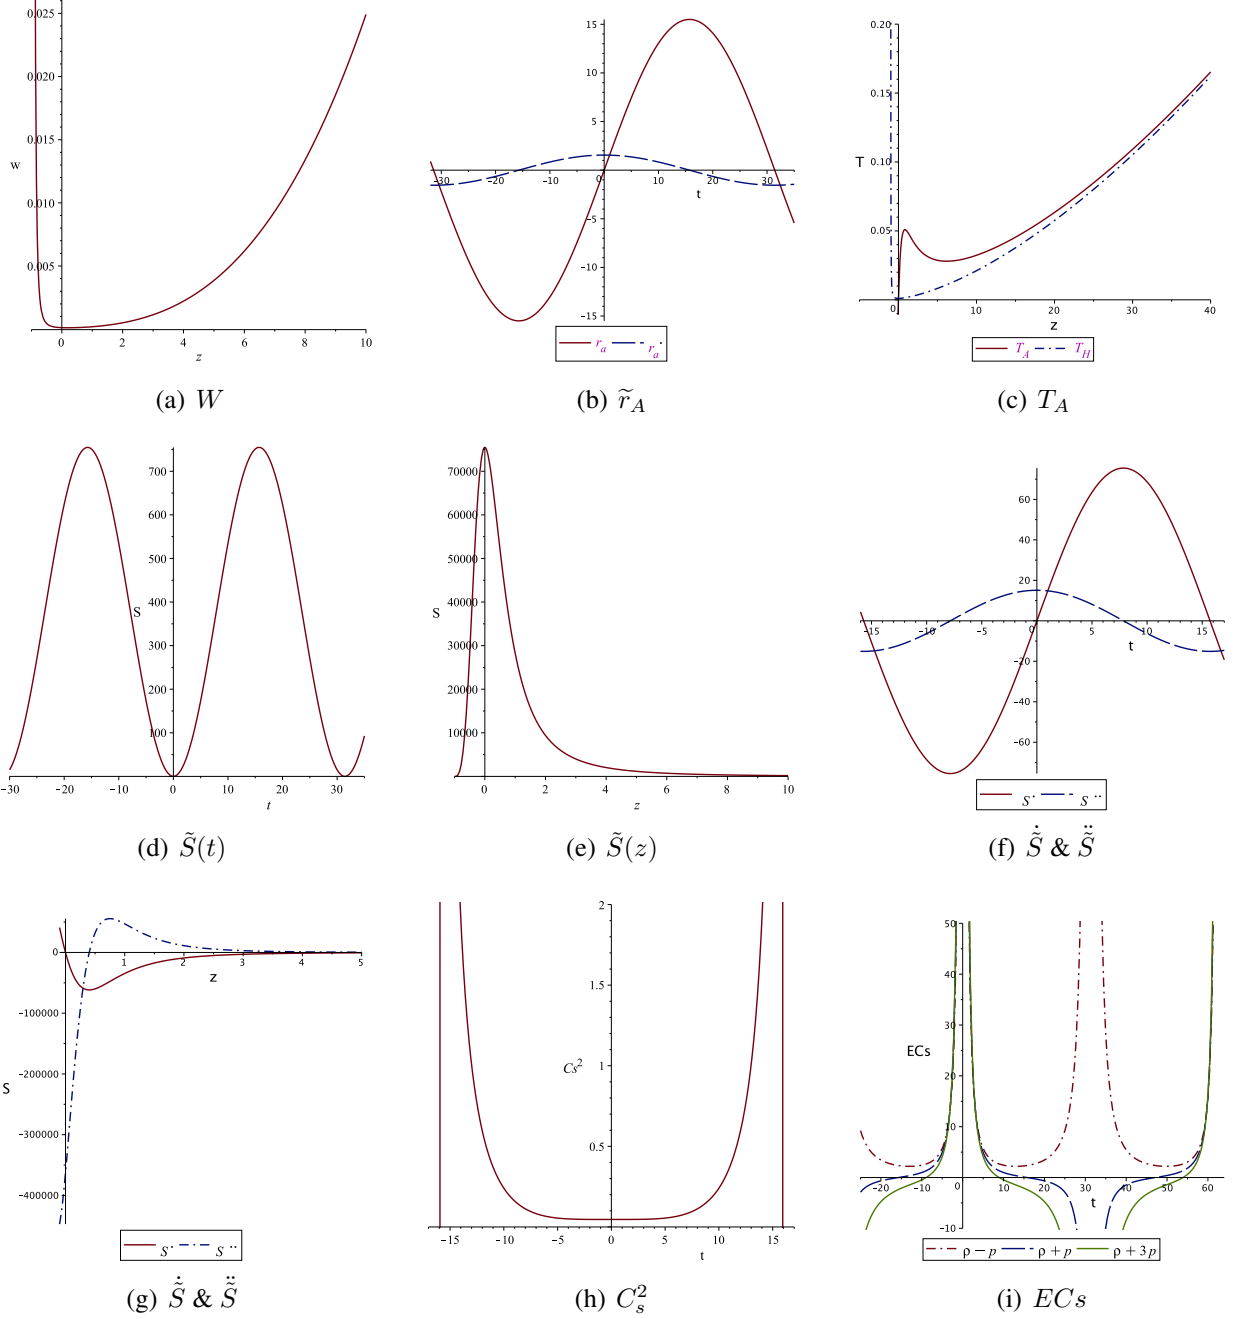 0.025
0.020
0.015
w
0.010
0.005
0 2 4 6 8 10
z
(a) W
15
10
5
-30 -20 -10 0 10 20 30
t
-5
-10
-15
r_a r_a˙
(b) r̃_A
0.20
0.15
T 0.10
0.05
0 10 20 30 40
z
T_A T_H
(c) T_A
700
600
500
400
S
300
200
100
-30 -20 -10 0 10 20 30
t
(d) S̃(t)
70000
60000
50000
40000
S
30000
20000
10000
0 2 4 6 8 10
z
(e) S̃(z)
60
40
20
-15 -10 -5 0 5 10 15
t
-20
-40
-60
S˙ S¨
(f) S̃˙ & S̃¨
0 1 2 3 4 5
z
-100000
-200000
S
-300000
-400000
S˙ S¨
(g) S̃˙ & S̃¨
2
1.5
Cs²
1
0.5
-15 -10 -5 0 5 10 15
t
(h) C_s²
50
40
30
ECs
20
10
-20 -10 0 10 20 30 40 50 60
t
-10
ρ − p ρ + p ρ + 3 p
(i) ECs